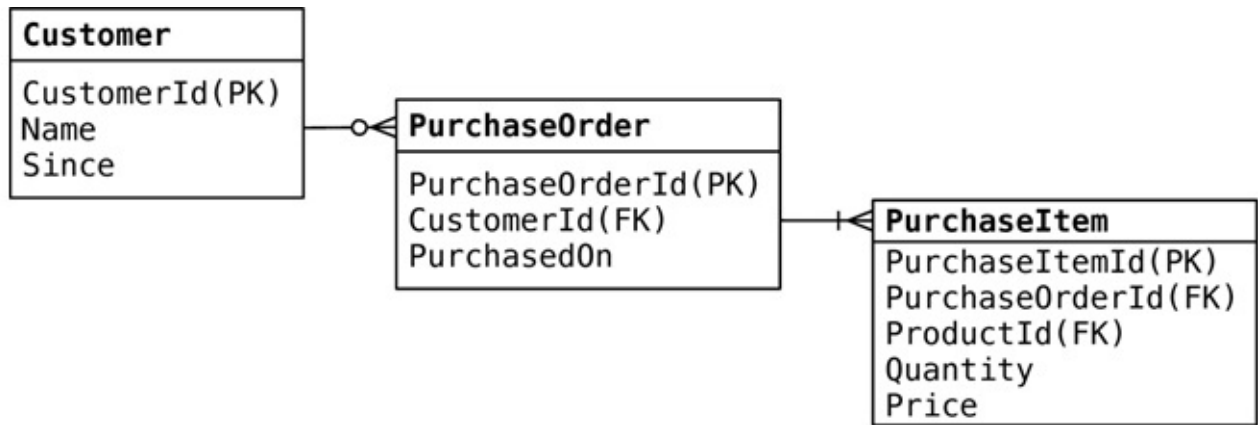 Customer
CustomerId(PK)
Name
Since
PurchaseOrder
PurchaseOrderId(PK)
CustomerId(FK)
PurchasedOn
PurchaseItem
PurchaseItemId(PK)
PurchaseOrderId(FK)
ProductId(FK)
Quantity
Price